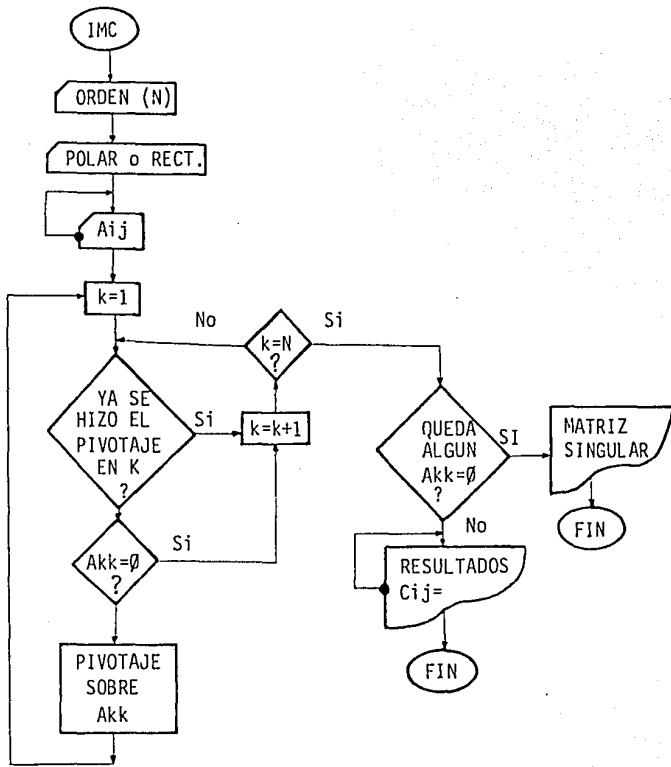 IMC
ORDEN (N)
POLAR o RECT.
Aij
k=1
No
Si
k=N
?
YA SE
HIZO EL
PIVOTAJE
EN K
?
Si
k=k+1
QUEDA
ALGUN
Akk=Ø
?
SI
MATRIZ
SINGULAR
FIN
Akk=Ø
?
Si
No
RESULTADOS
Cij=
FIN
PIVOTAJE
SOBRE
Akk